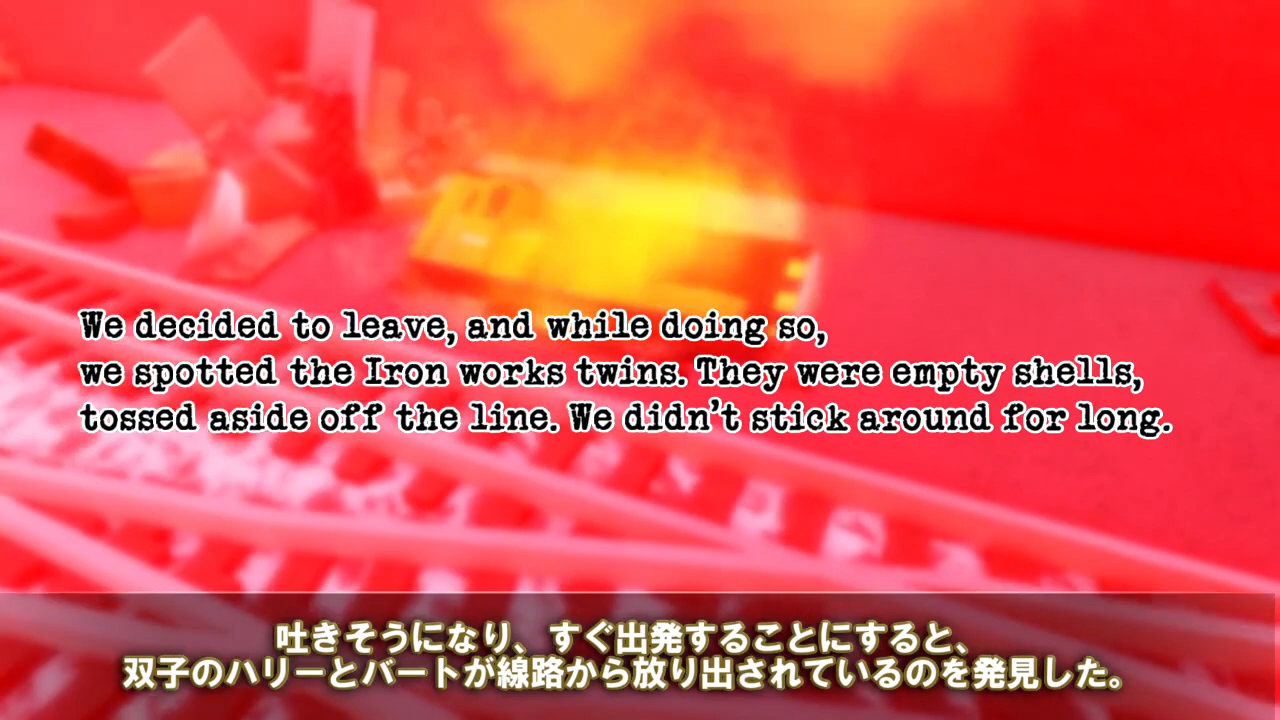 We decided to leave, and while doing so,
we spotted the Iron works twins. They were empty shells,
tossed aside off the line. We didn't stick around for long.
吐きそうになり、すぐ出発することにすると、
双子のハリーとバートが線路から放り出されているのを発見した。